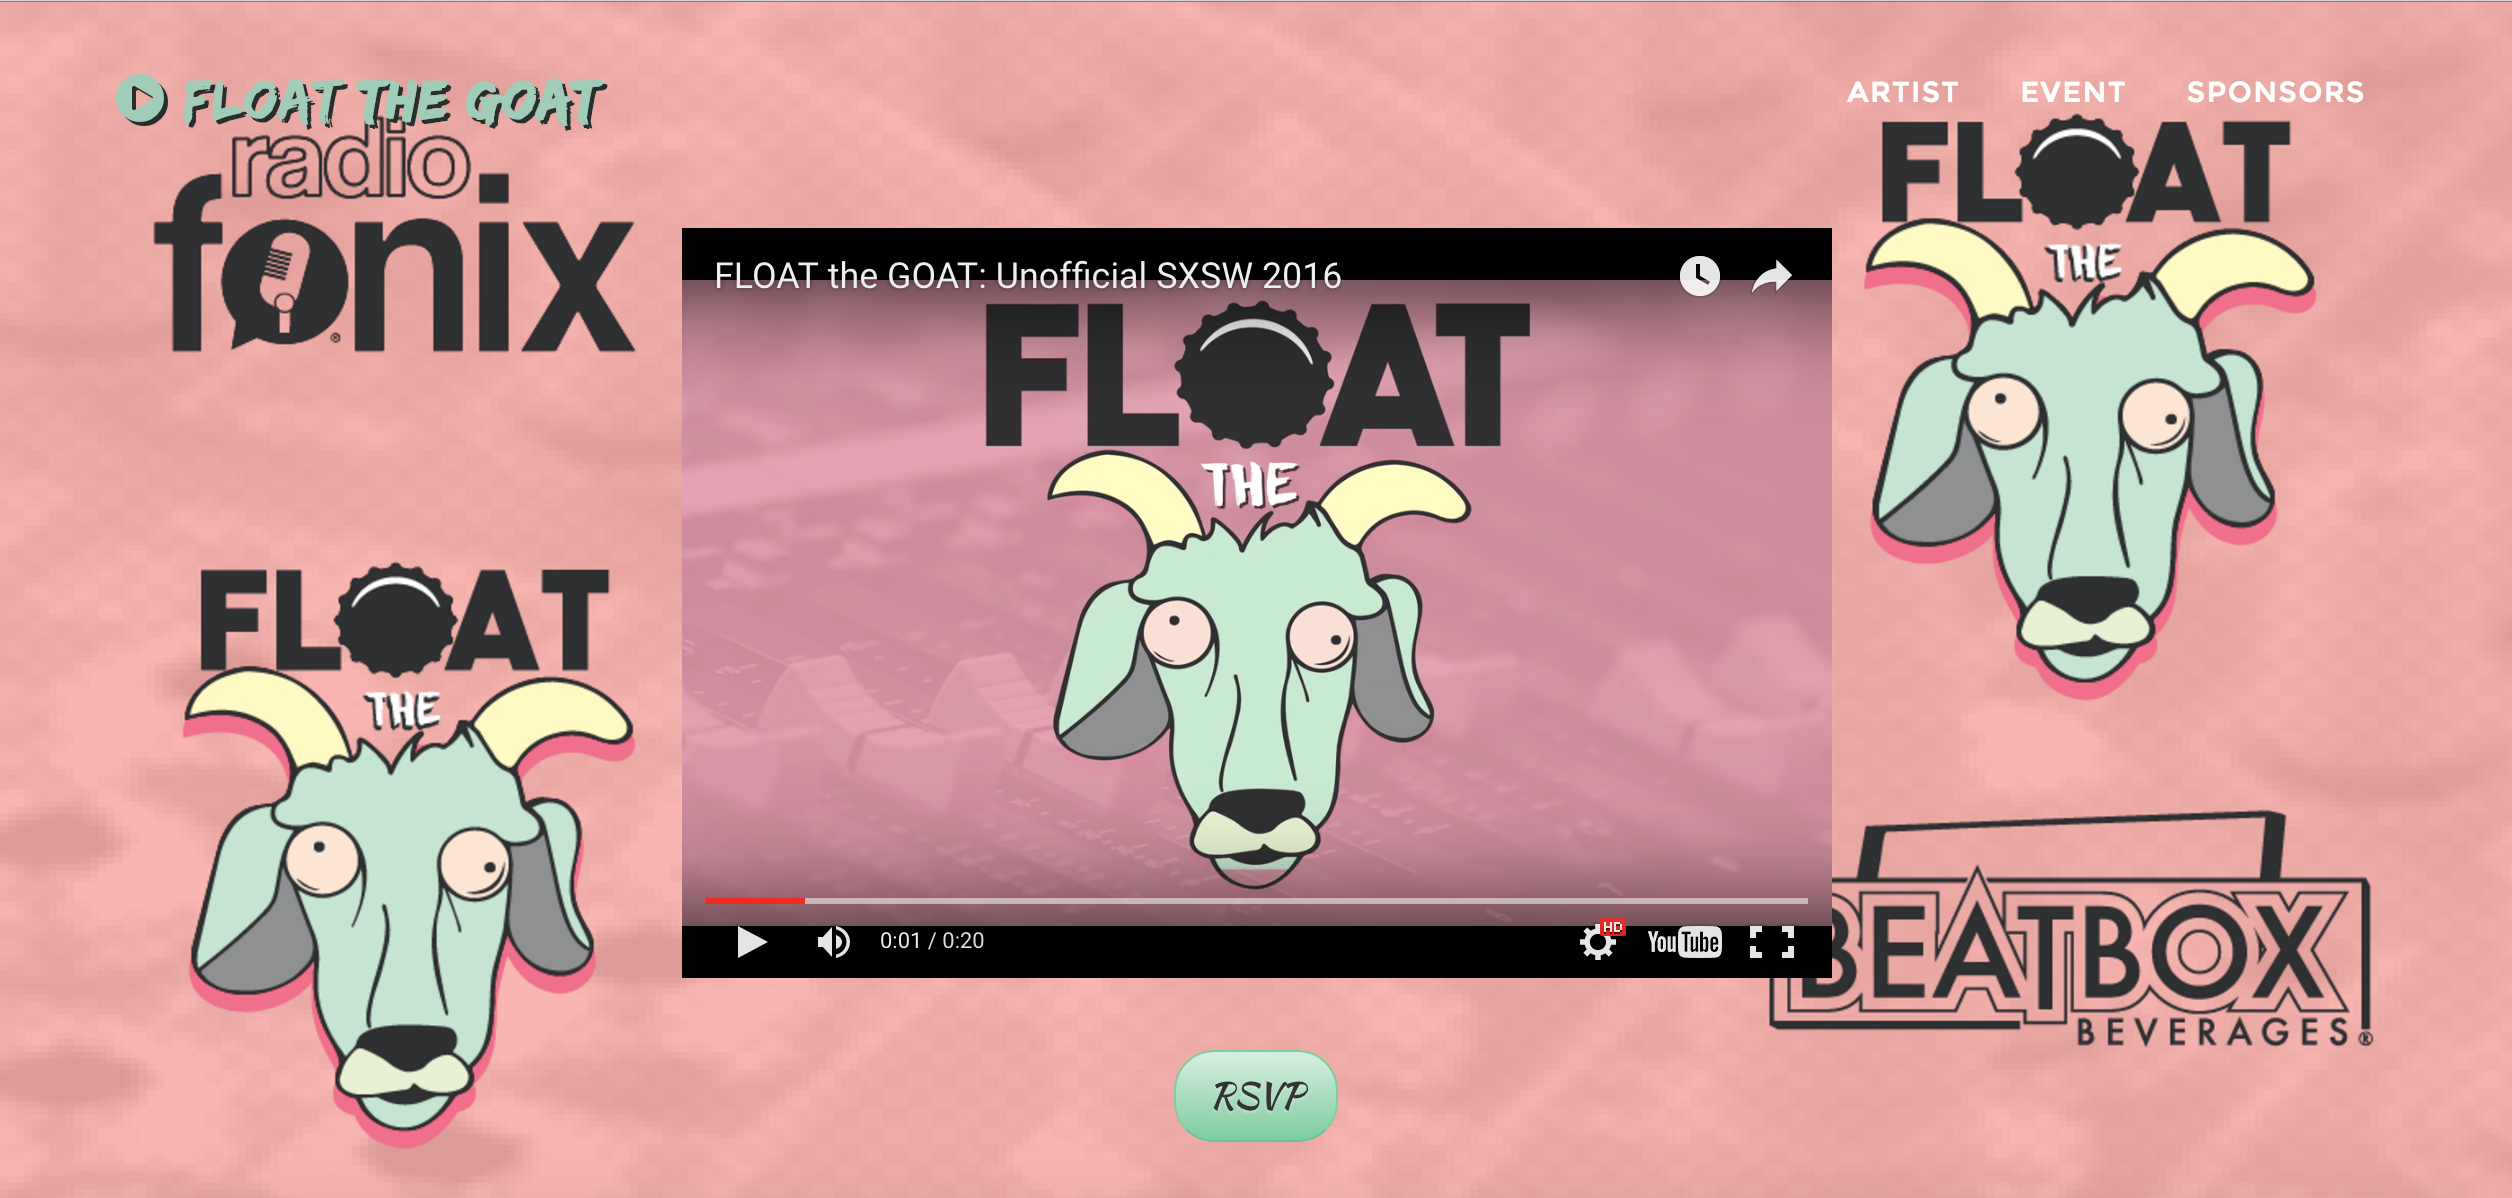 FLOAT THE GOAT
ARTIST EVENT SPONSORS
radio
fonix
®
FLOAT
THE
FLOAT the GOAT: Unofficial SXSW 2016
FLOAT
THE
0:01 / 0:20
HD
YouTube
FLOAT
THE
BEATBOX
BEVERAGES®
RSVP